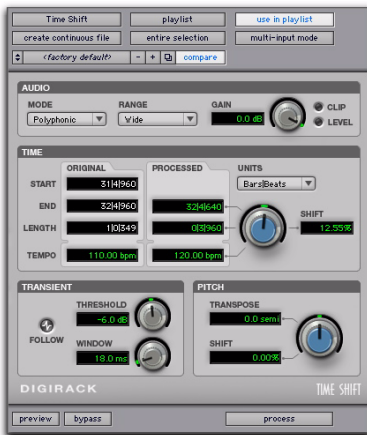 Time Shift playlist use in playlist
create continuous file entire selection multi-input mode
<factory default> - + compare
AUDIO
MODE RANGE GAIN CLIP
Polyphonic Wide 0.0 dB LEVEL
TIME
ORIGINAL PROCESSED UNITS
START 31|4|960 Bars|Beats
END 32|4|960 32|4|640 SHIFT
LENGTH 1|0|349 0|3|960 12.55%
TEMPO 110.00 bpm 120.00 bpm
TRANSIENT PITCH
THRESHOLD TRANSPOSE
-6.0 dB 0.0 semi
FOLLOW WINDOW SHIFT
18.0 ms 0.00%
DIGIRACK TIME SHIFT
preview bypass process